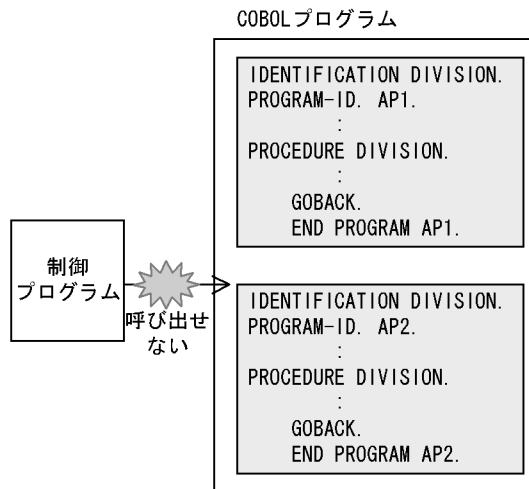 COBOLプログラム
IDENTIFICATION DIVISION.
PROGRAM-ID. AP1.
:
PROCEDURE DIVISION.
:
GOBACK.
END PROGRAM AP1.
制御
プログラム
呼び出せ
ない
IDENTIFICATION DIVISION.
PROGRAM-ID. AP2.
:
PROCEDURE DIVISION.
:
GOBACK.
END PROGRAM AP2.